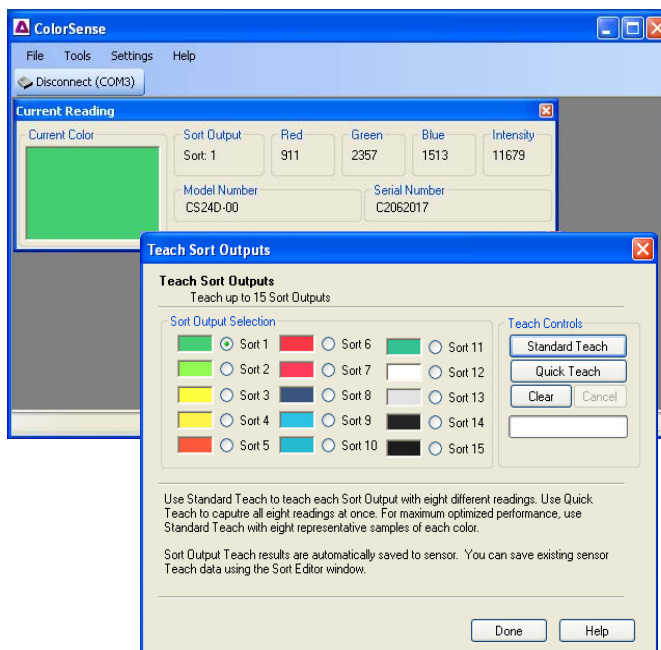 ColorSense
File Tools Settings Help
Disconnect (COM3)
Current Reading
Current Color
Sort Output Red Green Blue Intensity
Sort: 1 911 2357 1513 11679
Model Number Serial Number
CS24D-00 C2062017
Teach Sort Outputs
Teach Sort Outputs
Teach up to 15 Sort Outputs
Sort Output Selection
Sort 1 Sort 6 Sort 11
Sort 2 Sort 7 Sort 12
Sort 3 Sort 8 Sort 13
Sort 4 Sort 9 Sort 14
Sort 5 Sort 10 Sort 15
Teach Controls
Standard Teach
Quick Teach
Clear Cancel
Use Standard Teach to teach each Sort Output with eight different readings. Use Quick
Teach to caputre all eight readings at once. For maximum optimized performance, use
Standard Teach with eight representative samples of each color.
Sort Output Teach results are automatically saved to sensor. You can save existing sensor
Teach data using the Sort Editor window.
Done Help